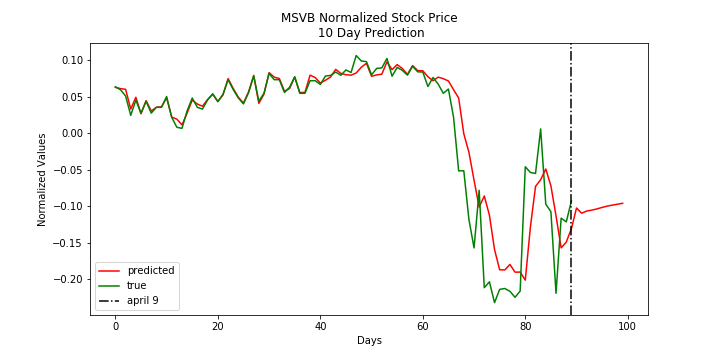 MSVB Normalized Stock Price
10 Day Prediction
0.10
0.05
0.00
−0.05
−0.10
−0.15
−0.20
Normalized Values
predicted
true
april 9
0
20
40
60
80
100
Days